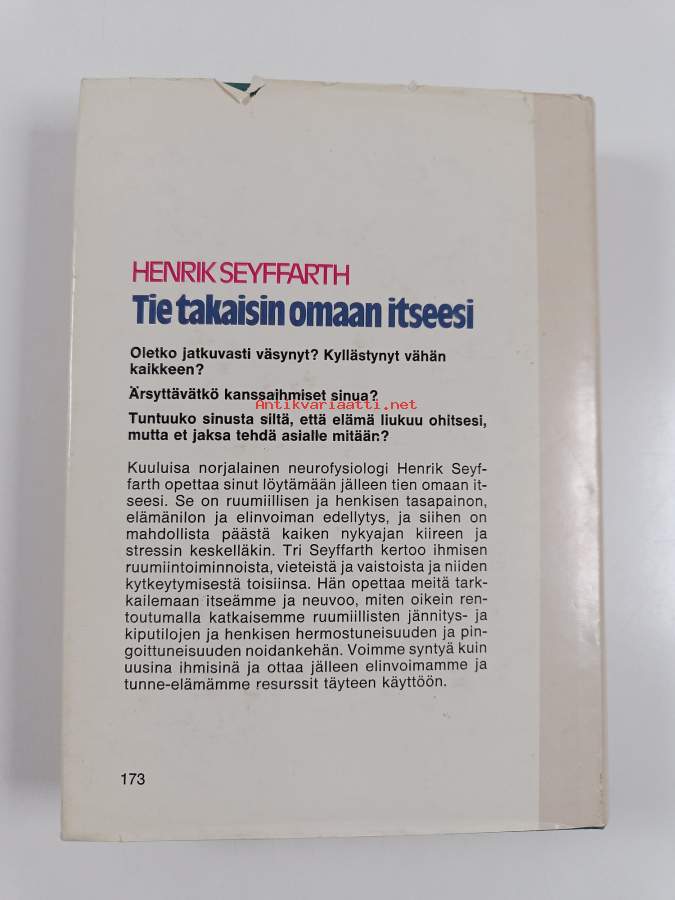 HENRIK SEYFFARTH
Tie takaisin omaan itseesi
Oletko jatkuvasti väsynyt? Kyllästynyt vähän
kaikkeen?
Ärsyttävätkö kanssaihmiset sinua?
Antikvariaatti.net
Tuntuuko sinusta siltä, että elämä liukuu ohitsesi,
mutta et jaksa tehdä asialle mitään?
Kuuluisa norjalainen neurofysiologi Henrik Seyf-
farth opettaa sinut löytämään jälleen tien omaan it-
seesi. Se on ruumiillisen ja henkisen tasapainon,
elämänilon ja elinvoiman edellytys, ja siihen on
mahdollista päästä kaiken nykyajan kiireen ja
stressin keskelläkin. Tri Seyffarth kertoo ihmisen
ruumiintoiminnoista, vieteistä ja vaistoista ja niiden
kytkeytymisestä toisiinsa. Hän opettaa meitä tark-
kailemaan itseämme ja neuvoo, miten oikein ren-
toutumalla katkaisemme ruumiillisten jännitys- ja
kiputilojen ja henkisen hermostuneisuuden ja pin-
goittuneisuuden noidankehän. Voimme syntyä kuin
uusina ihmisinä ja ottaa jälleen elinvoimamme ja
tunne-elämämme resurssit täyteen käyttöön.
173